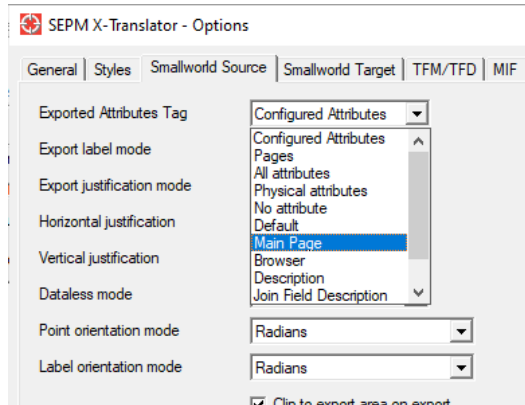 SEPM X-Translator - Options
General Styles Smallworld Source Smallworld Target TFM/TFD MIF
Exported Attributes Tag Configured Attributes
Configured Attributes
Export label mode Pages
All attributes
Export justification mode Physical attributes
No attribute
Horizontal justification Default
Main Page
Vertical justification Browser
Description
Dataless mode Join Field Description
Point orientation mode Radians
Label orientation mode Radians
Clip to export area on export